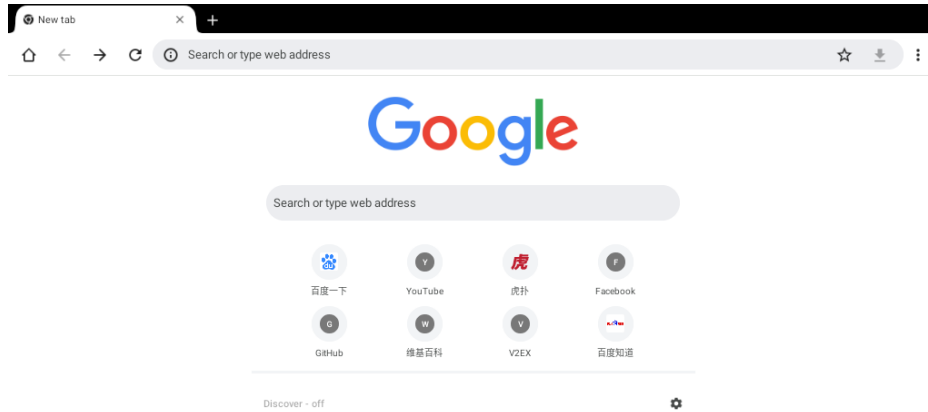 New tab
Search or type web address
Google
Search or type web address
百度一下 YouTube 虎扑 Facebook
GitHub 维基百科 V2EX 百度知道
Discover - off